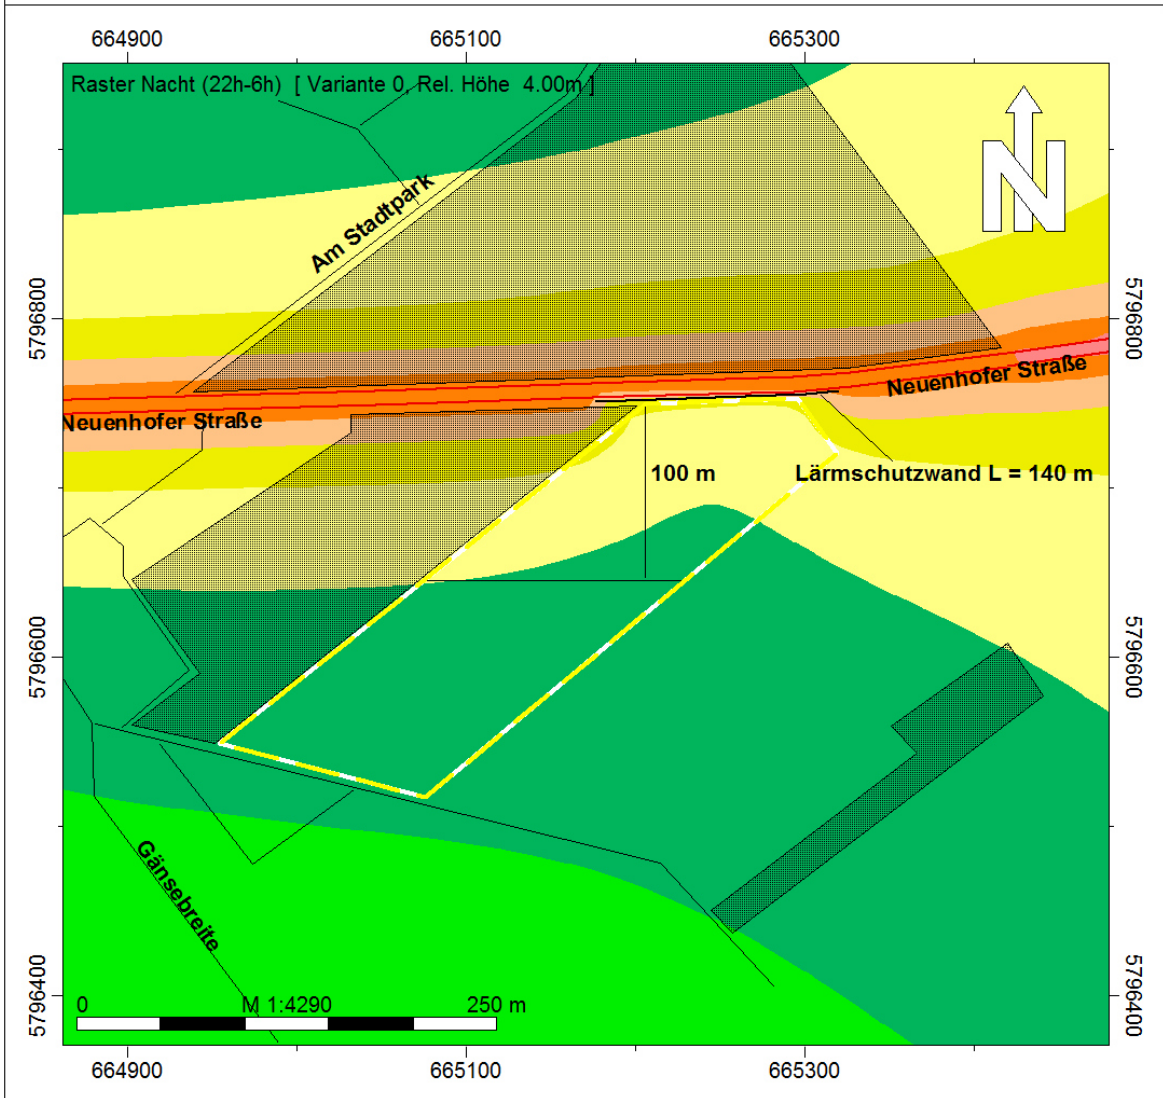 664900 665100 665300
Raster Nacht (22h-6h) [ Variante 0, Rel. Höhe 4.00m ]
N
Am Stadtpark
5796800 5796800
Neuenhofer Straße
Neuenhofer Straße
100 m
Lärmschutzwand L = 140 m
5796600 5796600
Gänsebreite
5796400 5796400
0 M 1:4290 250 m
664900 665100 665300